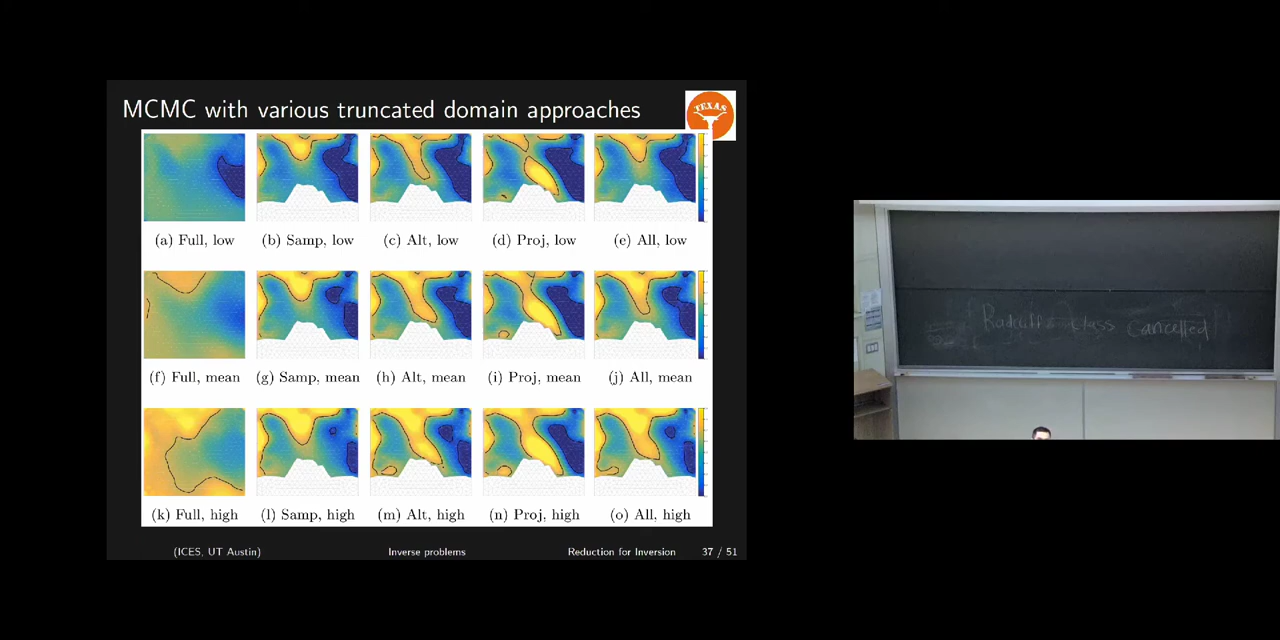 MCMC with various truncated domain approaches
TEXAS
(a) Full, low
(b) Samp, low
(c) Alt, low
(d) Proj, low
(e) All, low
(f) Full, mean
(g) Samp, mean
(h) Alt, mean
(i) Proj, mean
(j) All, mean
(k) Full, high
(l) Samp, high
(m) Alt, high
(n) Proj, high
(o) All, high
(ICES, UT Austin)
Inverse problems
Reduction for Inversion
37 / 51
class Cancelled